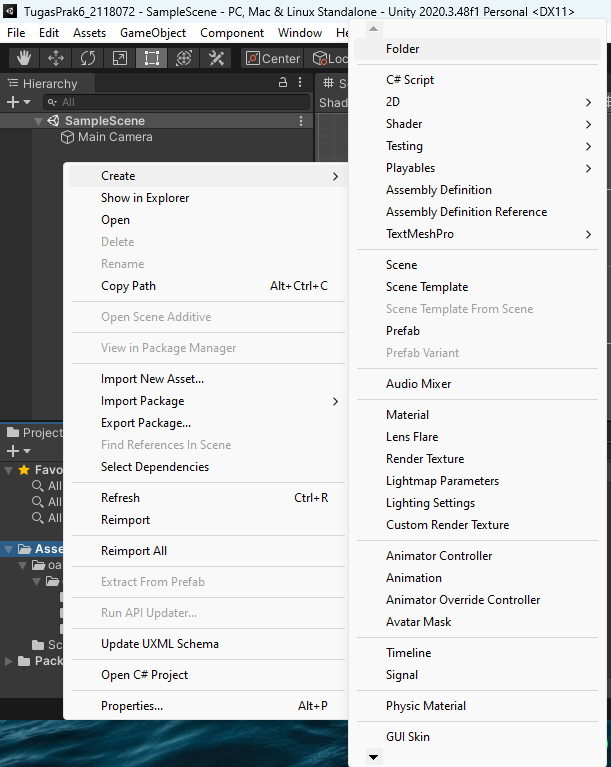 TugasPrak6_2118072 - SampleScene - PC, Mac & Linux Standalone - Unity 2020.3.48f1 Personal <DX11>
File Edit Assets GameObject Component Window
Center
Hierarchy
All
SampleScene
Main Camera
Create
Show in Explorer
Open
Delete
Rename
Copy Path Alt+Ctrl+C
Open Scene Additive
View in Package Manager
Import New Asset...
Import Package
Export Package...
Find References In Scene
Select Dependencies
Refresh Ctrl+R
Reimport
Reimport All
Extract From Prefab
Run API Updater...
Update UXML Schema
Open C# Project
Properties... Alt+P
Folder
C# Script
2D
Shader
Testing
Playables
Assembly Definition
Assembly Definition Reference
TextMeshPro
Scene
Scene Template
Scene Template From Scene
Prefab
Prefab Variant
Audio Mixer
Material
Lens Flare
Render Texture
Lightmap Parameters
Lighting Settings
Custom Render Texture
Animator Controller
Animation
Animator Override Controller
Avatar Mask
Timeline
Signal
Physic Material
GUI Skin
Project
Favo
All
All
All
Asse
oa
Sc
Pack